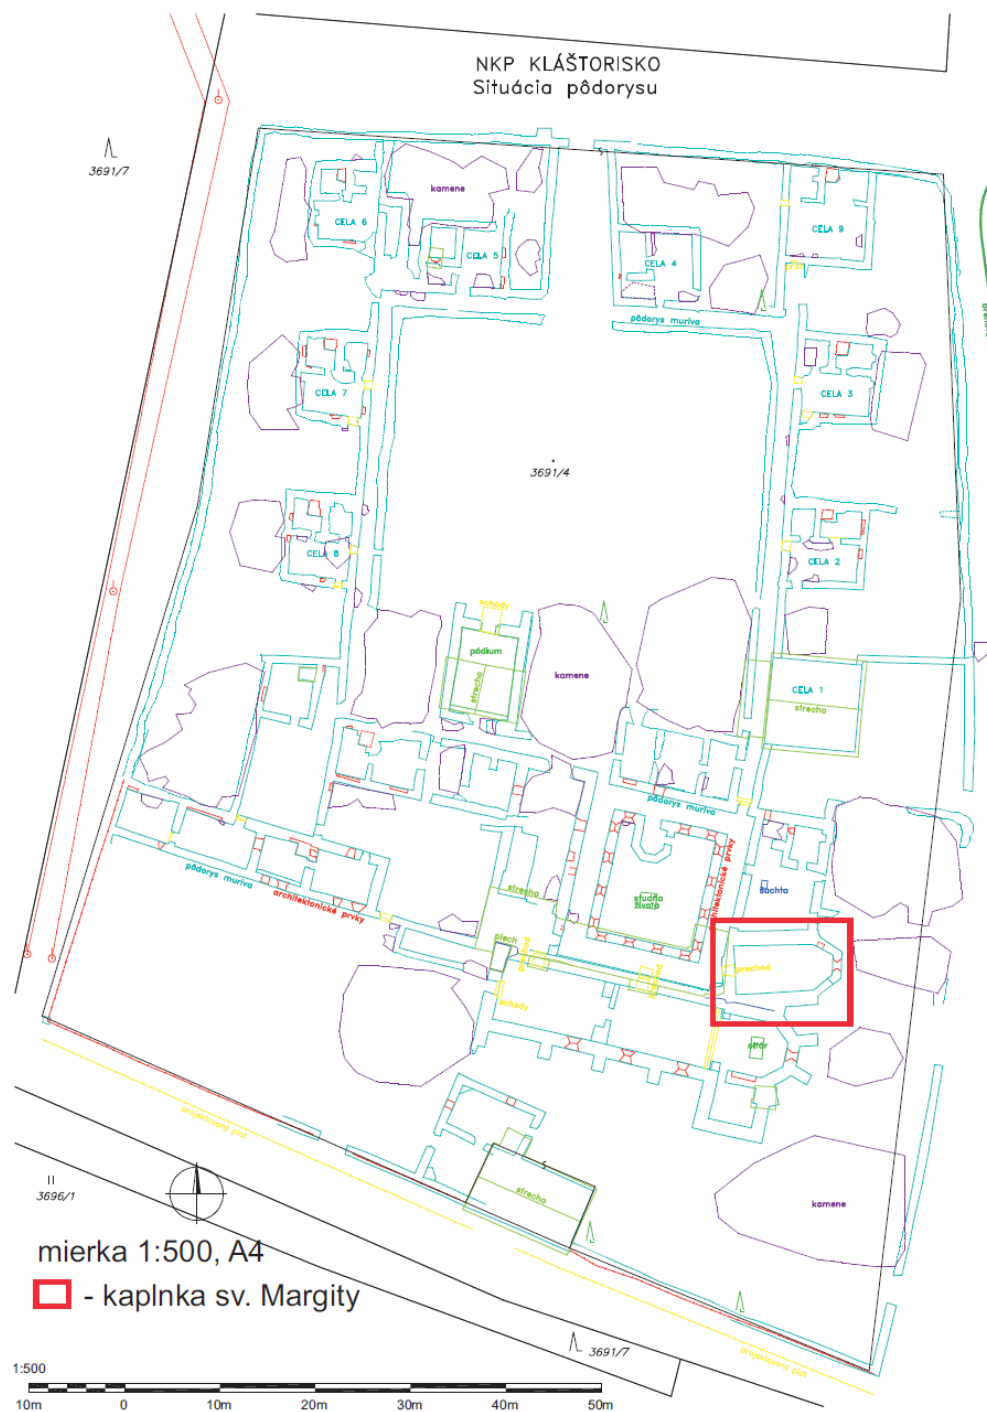 NKP KLÁŠTORISKO
Situácia pôdorysu
3691/7
kamene
CELA 6
CELA 5
CELA 4
CELA 9
pôdorys muriva
CELA 7
CELA 3
3691/4
CELA 8
CELA 2
schody
pódium
strecha
kamene
CELA 1
strecha
pôdorys muriva
architektonické prvky
pôdorys muriva
architektonické prvky
strecha
studňa
života
šachta
plech
prechod
prechod
schody
oltár
projektovaný plot
strecha
kamene
II
3696/1
mierka 1:500, A4
- kaplnka sv. Margity
3691/7
projektovaný plot
1:500
10m 0 10m 20m 30m 40m 50m